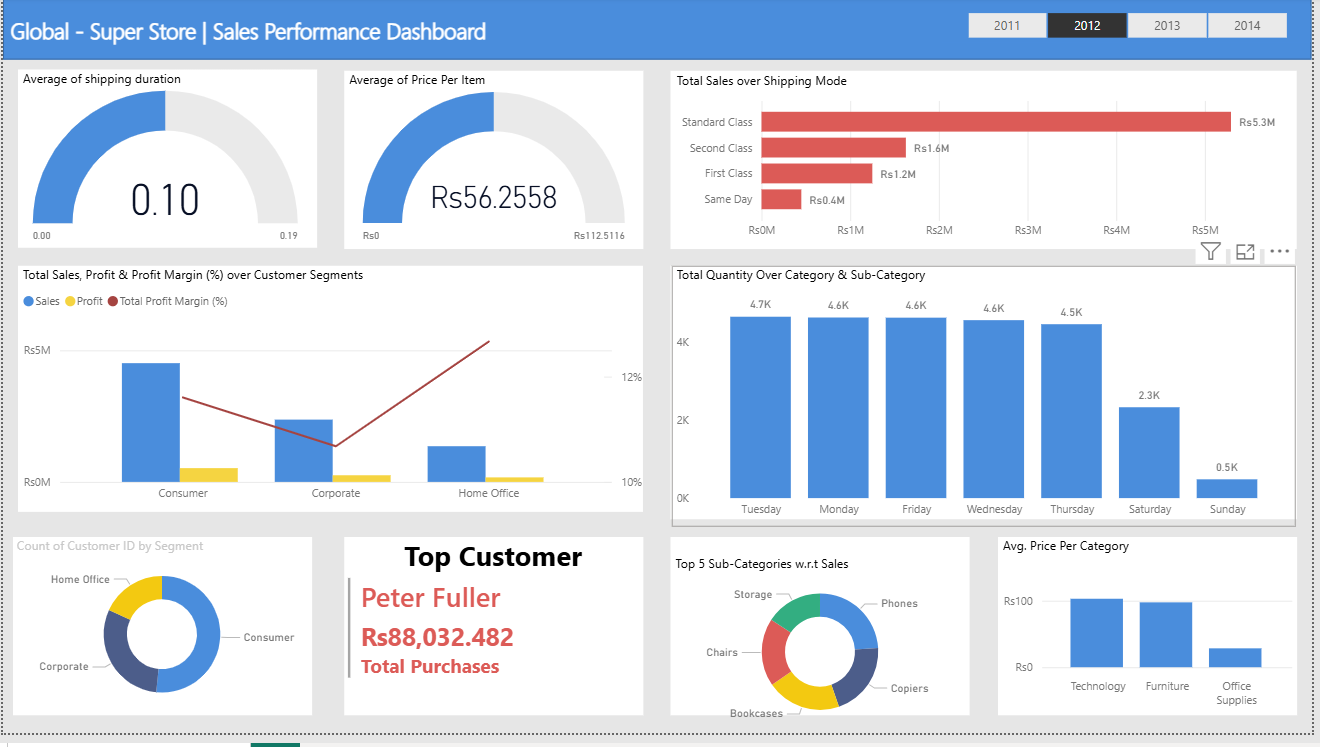 Global - Super Store | Sales Performance Dashboard
2011 2012 2013 2014
Average of shipping duration
0.10
0.00 0.19
Average of Price Per Item
Rs56.2558
Rs0 Rs112.5116
Total Sales over Shipping Mode
Standard Class Rs5.3M
Second Class Rs1.6M
First Class Rs1.2M
Same Day Rs0.4M
Rs0M Rs1M Rs2M Rs3M Rs4M Rs5M
Total Sales, Profit & Profit Margin (%) over Customer Segments
Sales Profit Total Profit Margin (%)
Rs5M
12%
Rs0M 10%
Consumer Corporate Home Office
Total Quantity Over Category & Sub-Category
4.7K 4.6K 4.6K 4.6K 4.5K 2.3K 0.5K
4K
2K
0K
Tuesday Monday Friday Wednesday Thursday Saturday Sunday
Count of Customer ID by Segment
Home Office
Consumer
Corporate
Top Customer
Peter Fuller
Rs88,032.482
Total Purchases
Top 5 Sub-Categories w.r.t Sales
Storage
Phones
Chairs
Copiers
Bookcases
Avg. Price Per Category
Rs100
Rs0
Technology Furniture Office
Supplies